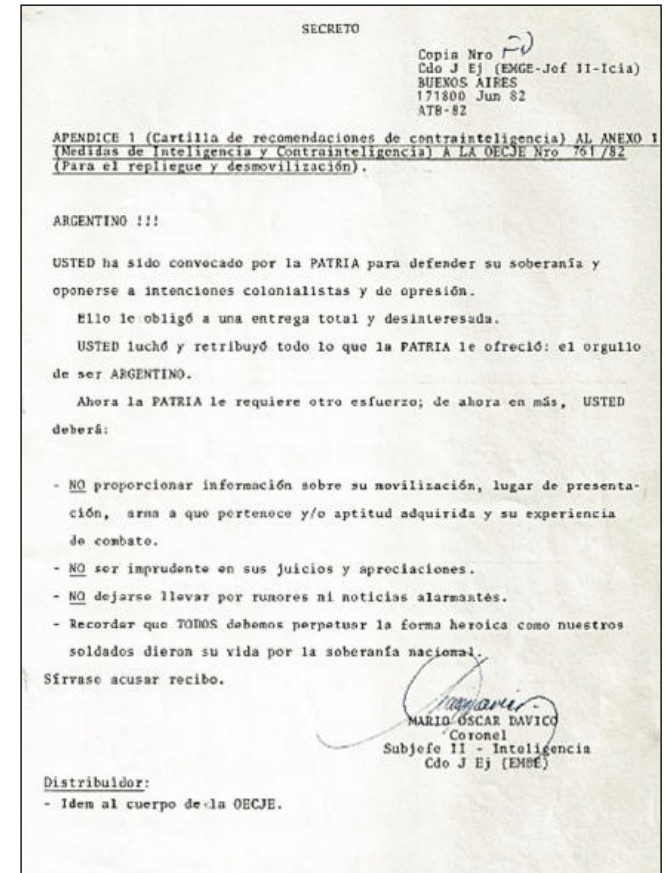 SECRETO
Copia Nro
Cdo J Ej (EMGE-Jef II-Icia)
BUENOS AIRES
171800 Jun 82
ATB-82
APENDICE 1 (Cartilla de recomendaciones de contrainteligencia) AL ANEXO 1
(Medidas de Inteligencia y Contrainteligencia) A LA OECJE Nro 761/82
(Para el repliegue y desmovilización).
ARGENTINO !!!
USTED ha sido convocado por la PATRIA para defender su soberanía y
oponerse a intenciones colonialistas y de opresión.
Ello le obligó a una entrega total y desinteresada.
USTED luchó y retribuyó todo lo que la PATRIA le ofreció: el orgullo
de ser ARGENTINO.
Ahora la PATRIA le requiere otro esfuerzo; de ahora en más, USTED
deberá:
- NO proporcionar información sobre su movilización, lugar de presenta-
ción, arma a que pertenece y/o aptitud adquirida y su experiencia
de combate.
- NO ser imprudente en sus juicios y apreciaciones.
- NO dejarse llevar por rumores ni noticias alarmantes.
- Recordar que TODOS debemos perpetuar la forma heroica como nuestros
soldados dieron su vida por la soberanía nacional.
Sírvase acusar recibo.
MARIO OSCAR DAVICO
Coronel
Subjefe II - Inteligencia
Cdo J Ej (EMGE)
Distribuidor:
- Idem al cuerpo de la OECJE.